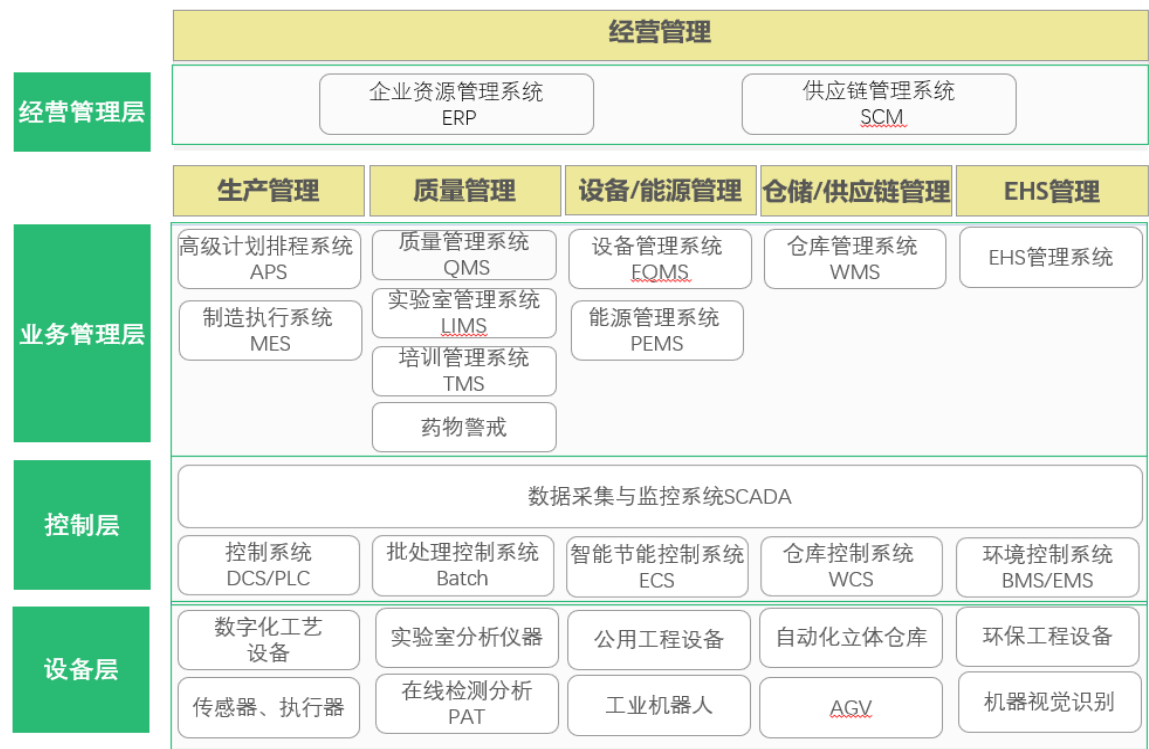 经营管理
经营管理层
企业资源管理系统
ERP
供应链管理系统
SCM
生产管理
质量管理
设备/能源管理
仓储/供应链管理
EHS管理
业务管理层
高级计划排程系统
APS
制造执行系统
MES
质量管理系统
QMS
实验室管理系统
LIMS
培训管理系统
TMS
药物警戒
设备管理系统
EQMS
能源管理系统
PEMS
仓库管理系统
WMS
EHS管理系统
控制层
数据采集与监控系统SCADA
控制系统
DCS/PLC
批处理控制系统
Batch
智能节能控制系统
ECS
仓库控制系统
WCS
环境控制系统
BMS/EMS
设备层
数字化工艺
设备
实验室分析仪器
公用工程设备
自动化立体仓库
环保工程设备
传感器、执行器
在线检测分析
PAT
工业机器人
AGV
机器视觉识别